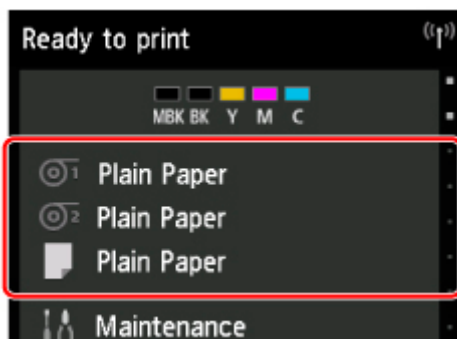 Ready to print
MBK BK Y M C
1 Plain Paper
2 Plain Paper
Plain Paper
Maintenance